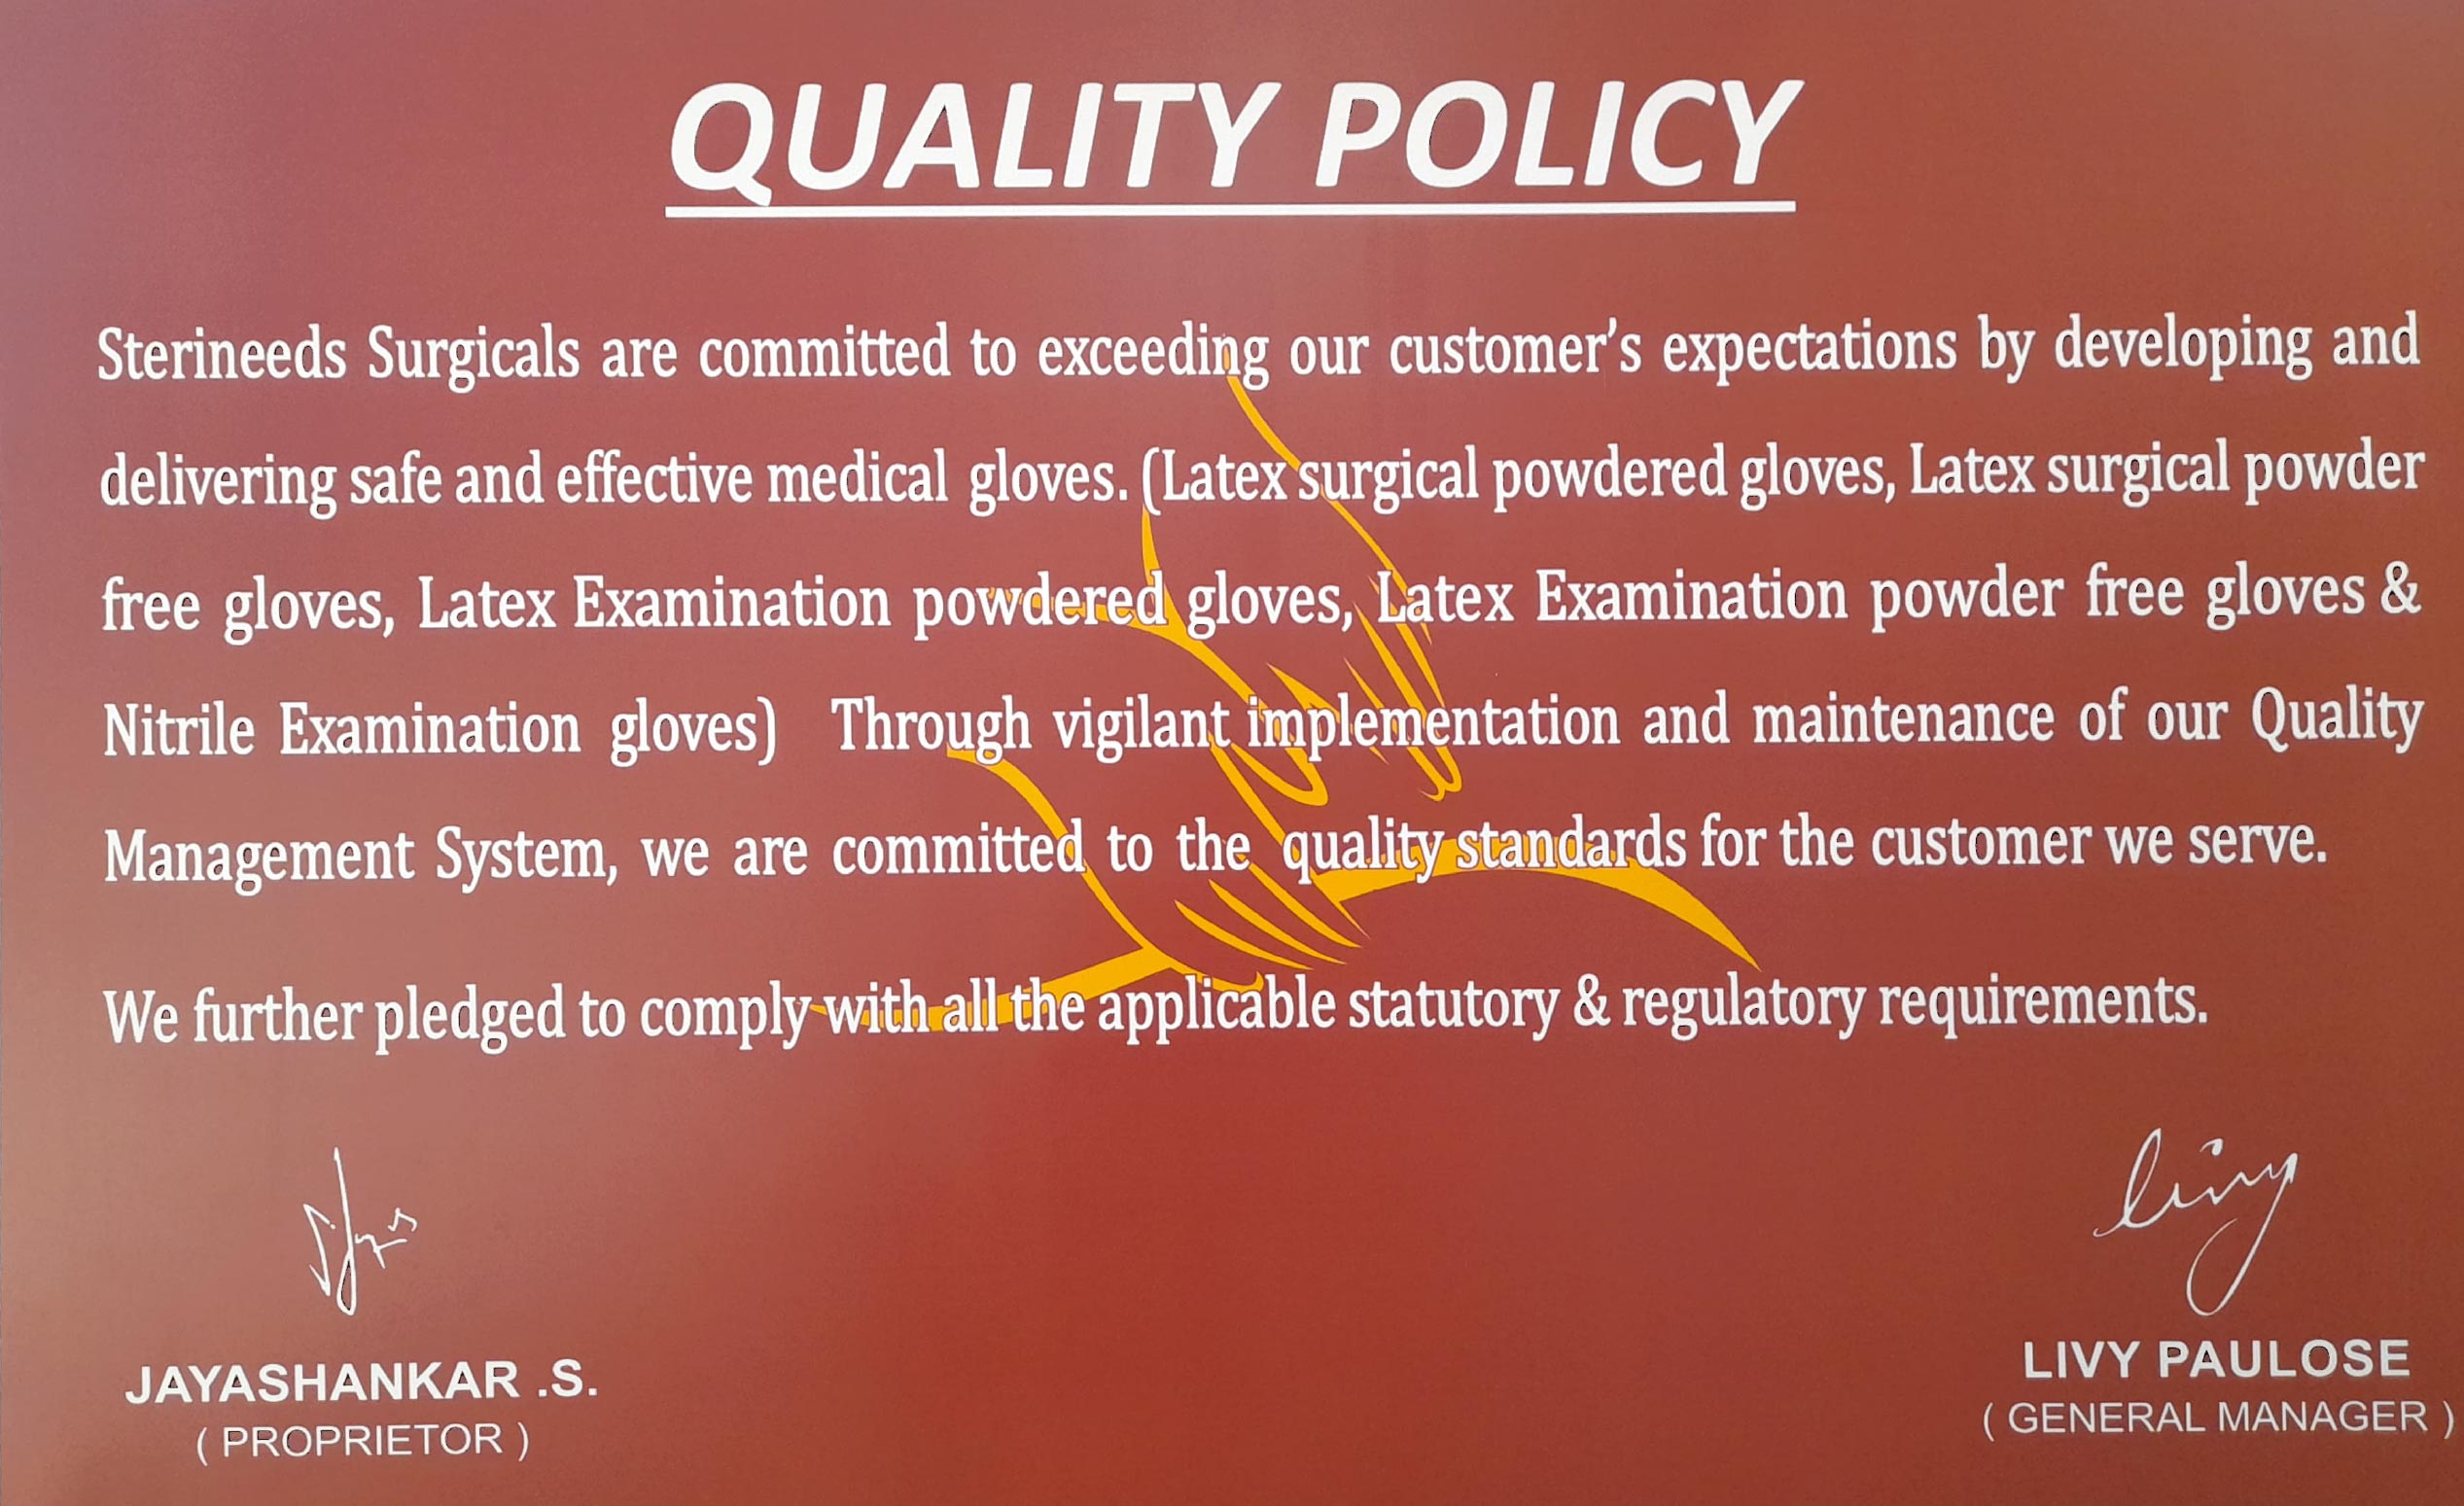 QUALITY POLICY
Sterineeds Surgicals are committed to exceeding our customer's expectations by developing and
delivering safe and effective medical gloves. (Latex surgical powdered gloves, Latex surgical powder
free gloves, Latex Examination powdered gloves, Latex Examination powder free gloves &
Nitrile Examination gloves) Through vigilant implementation and maintenance of our Quality
Management System, we are committed to the quality standards for the customer we serve.
We further pledged to comply with all the applicable statutory & regulatory requirements.
livy
JAYASHANKAR .S.
( PROPRIETOR )
LIVY PAULOSE
( GENERAL MANAGER )